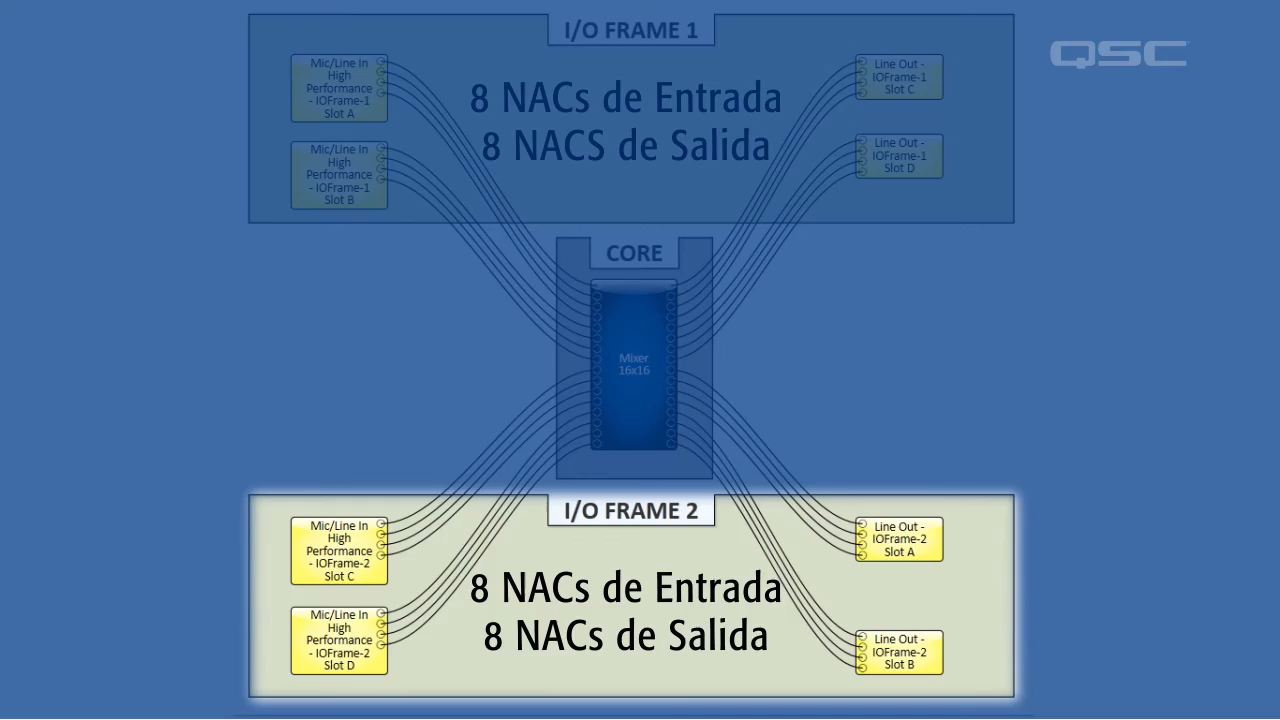 I/O FRAME 1
QSC
Mic/Line In
High
Performance
- IOFrame-1
Slot A
8 NACs de Entrada
8 NACS de Salida
Line Out -
IOFrame-1
Slot C
Mic/Line In
High
Performance
- IOFrame-1
Slot B
Line Out -
IOFrame-1
Slot D
CORE
Mixer
16x16
I/O FRAME 2
Mic/Line In
High
Performance
- IOFrame-2
Slot C
Line Out -
IOFrame-2
Slot A
8 NACs de Entrada
8 NACs de Salida
Mic/Line In
High
Performance
- IOFrame-2
Slot D
Line Out -
IOFrame-2
Slot B